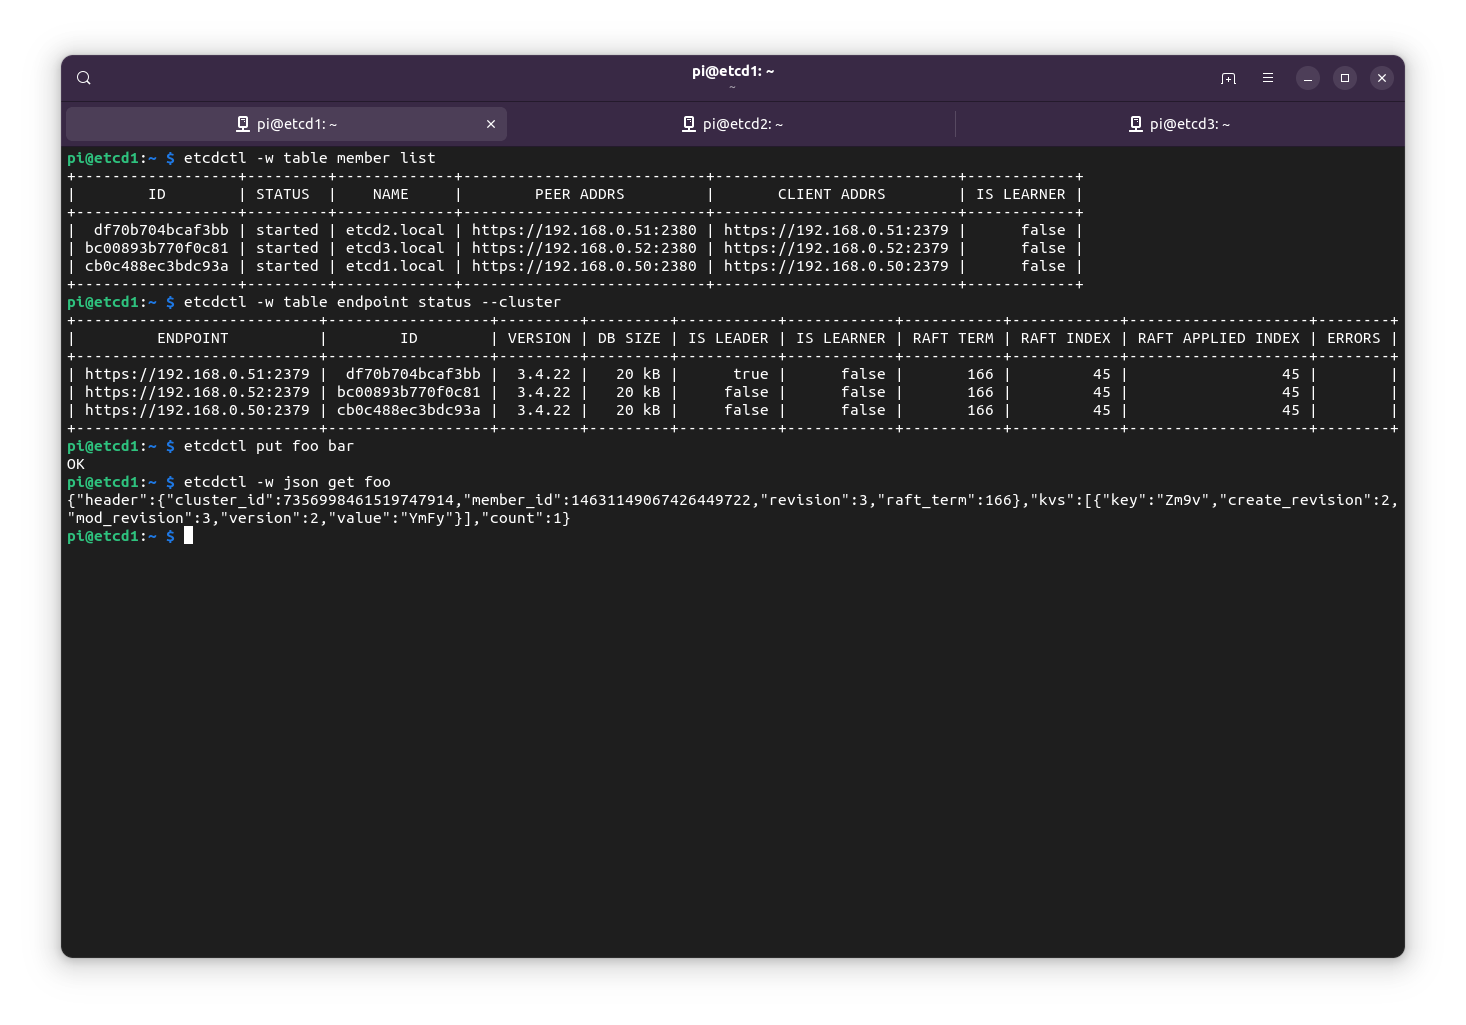 pi@etcd1: ~
~
pi@etcd1: ~
pi@etcd2: ~
pi@etcd3: ~
pi@etcd1:~ $ etcdctl -w table member list
+------------------+---------+-------------+---------------------------+---------------------------+------------+
|        ID        | STATUS  |    NAME     |        PEER ADDRS         |       CLIENT ADDRS        | IS LEARNER |
+------------------+---------+-------------+---------------------------+---------------------------+------------+
|  df70b704bcaf3bb | started | etcd2.local | https://192.168.0.51:2380 | https://192.168.0.51:2379 |      false |
| bc00893b770f0c81 | started | etcd3.local | https://192.168.0.52:2380 | https://192.168.0.52:2379 |      false |
| cb0c488ec3bdc93a | started | etcd1.local | https://192.168.0.50:2380 | https://192.168.0.50:2379 |      false |
+------------------+---------+-------------+---------------------------+---------------------------+------------+
pi@etcd1:~ $ etcdctl -w table endpoint status --cluster
+---------------------------+------------------+---------+---------+-----------+------------+-----------+------------+--------------------+--------+
|         ENDPOINT          |        ID        | VERSION | DB SIZE | IS LEADER | IS LEARNER | RAFT TERM | RAFT INDEX | RAFT APPLIED INDEX | ERRORS |
+---------------------------+------------------+---------+---------+-----------+------------+-----------+------------+--------------------+--------+
| https://192.168.0.51:2379 |  df70b704bcaf3bb |  3.4.22 |   20 kB |      true |      false |       166 |         45 |                 45 |        |
| https://192.168.0.52:2379 | bc00893b770f0c81 |  3.4.22 |   20 kB |     false |      false |       166 |         45 |                 45 |        |
| https://192.168.0.50:2379 | cb0c488ec3bdc93a |  3.4.22 |   20 kB |     false |      false |       166 |         45 |                 45 |        |
+---------------------------+------------------+---------+---------+-----------+------------+-----------+------------+--------------------+--------+
pi@etcd1:~ $ etcdctl put foo bar
OK
pi@etcd1:~ $ etcdctl -w json get foo
{"header":{"cluster_id":7356998461519747914,"member_id":14631149067426449722,"revision":3,"raft_term":166},"kvs":[{"key":"Zm9v","create_revision":2,
"mod_revision":3,"version":2,"value":"YmFy"}],"count":1}
pi@etcd1:~ $